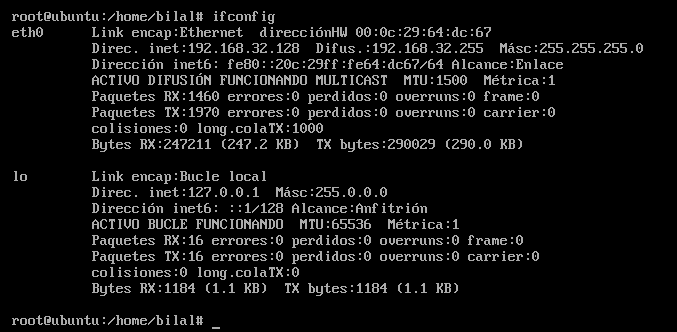 root@ubuntu:/home/bilal# ifconfig
eth0      Link encap:Ethernet  direcciónHW 00:0c:29:64:dc:67
          Direc. inet:192.168.32.128  Difus.:192.168.32.255  Másc:255.255.255.0
          Dirección inet6: fe80::20c:29ff:fe64:dc67/64 Alcance:Enlace
          ACTIVO DIFUSIÓN FUNCIONANDO MULTICAST  MTU:1500  Métrica:1
          Paquetes RX:1460 errores:0 perdidos:0 overruns:0 frame:0
          Paquetes TX:1970 errores:0 perdidos:0 overruns:0 carrier:0
          colisiones:0 long.colaTX:1000
          Bytes RX:247211 (247.2 KB)  TX bytes:290029 (290.0 KB)

lo        Link encap:Bucle local
          Direc. inet:127.0.0.1  Másc:255.0.0.0
          Dirección inet6: ::1/128 Alcance:Anfitrión
          ACTIVO BUCLE FUNCIONANDO  MTU:65536  Métrica:1
          Paquetes RX:16 errores:0 perdidos:0 overruns:0 frame:0
          Paquetes TX:16 errores:0 perdidos:0 overruns:0 carrier:0
          colisiones:0 long.colaTX:0
          Bytes RX:1184 (1.1 KB)  TX bytes:1184 (1.1 KB)

root@ubuntu:/home/bilal# _